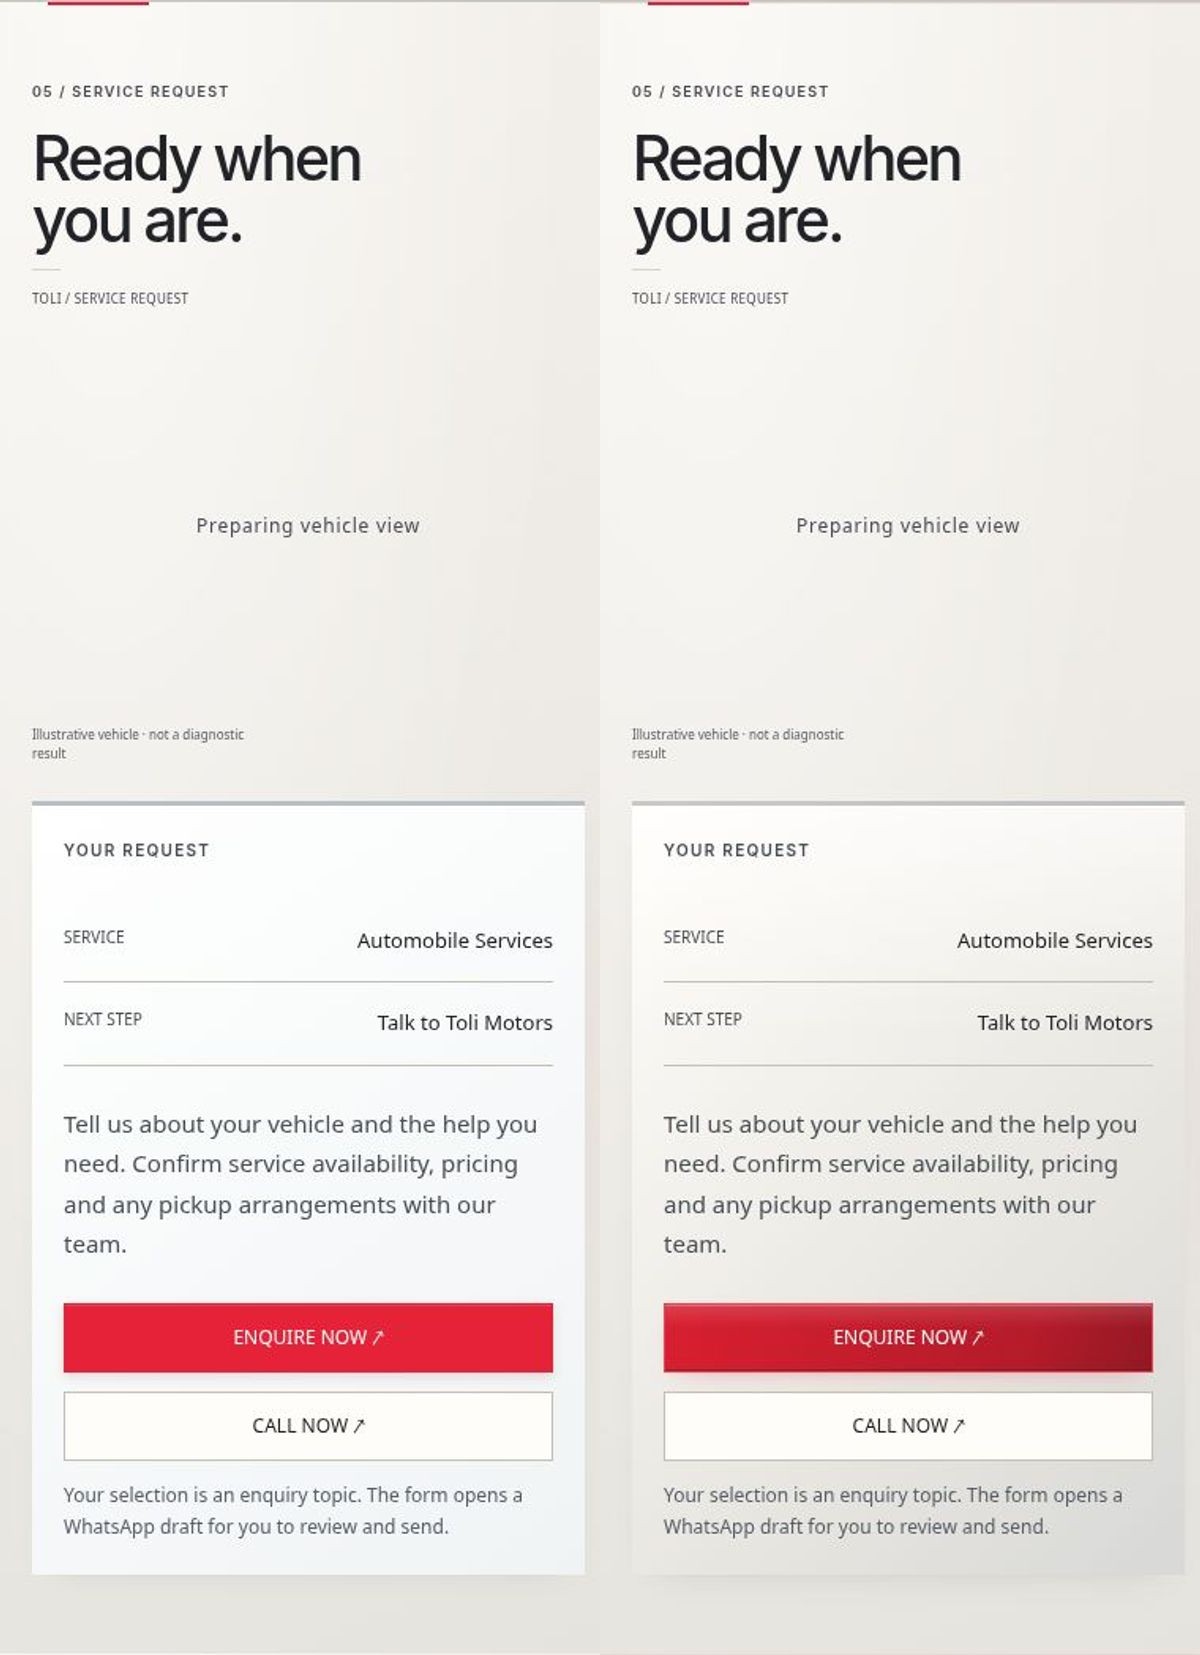 05 / SERVICE REQUEST
Ready when
you are.
TOLI / SERVICE REQUEST
Preparing vehicle view
Illustrative vehicle · not a diagnostic
result
YOUR REQUEST
SERVICE Automobile Services
NEXT STEP Talk to Toli Motors
Tell us about your vehicle and the help you
need. Confirm service availability, pricing
and any pickup arrangements with our
team.
ENQUIRE NOW ↗
CALL NOW ↗
Your selection is an enquiry topic. The form opens a
WhatsApp draft for you to review and send.
05 / SERVICE REQUEST
Ready when
you are.
TOLI / SERVICE REQUEST
Preparing vehicle view
Illustrative vehicle · not a diagnostic
result
YOUR REQUEST
SERVICE Automobile Services
NEXT STEP Talk to Toli Motors
Tell us about your vehicle and the help you
need. Confirm service availability, pricing
and any pickup arrangements with our
team.
ENQUIRE NOW ↗
CALL NOW ↗
Your selection is an enquiry topic. The form opens a
WhatsApp draft for you to review and send.